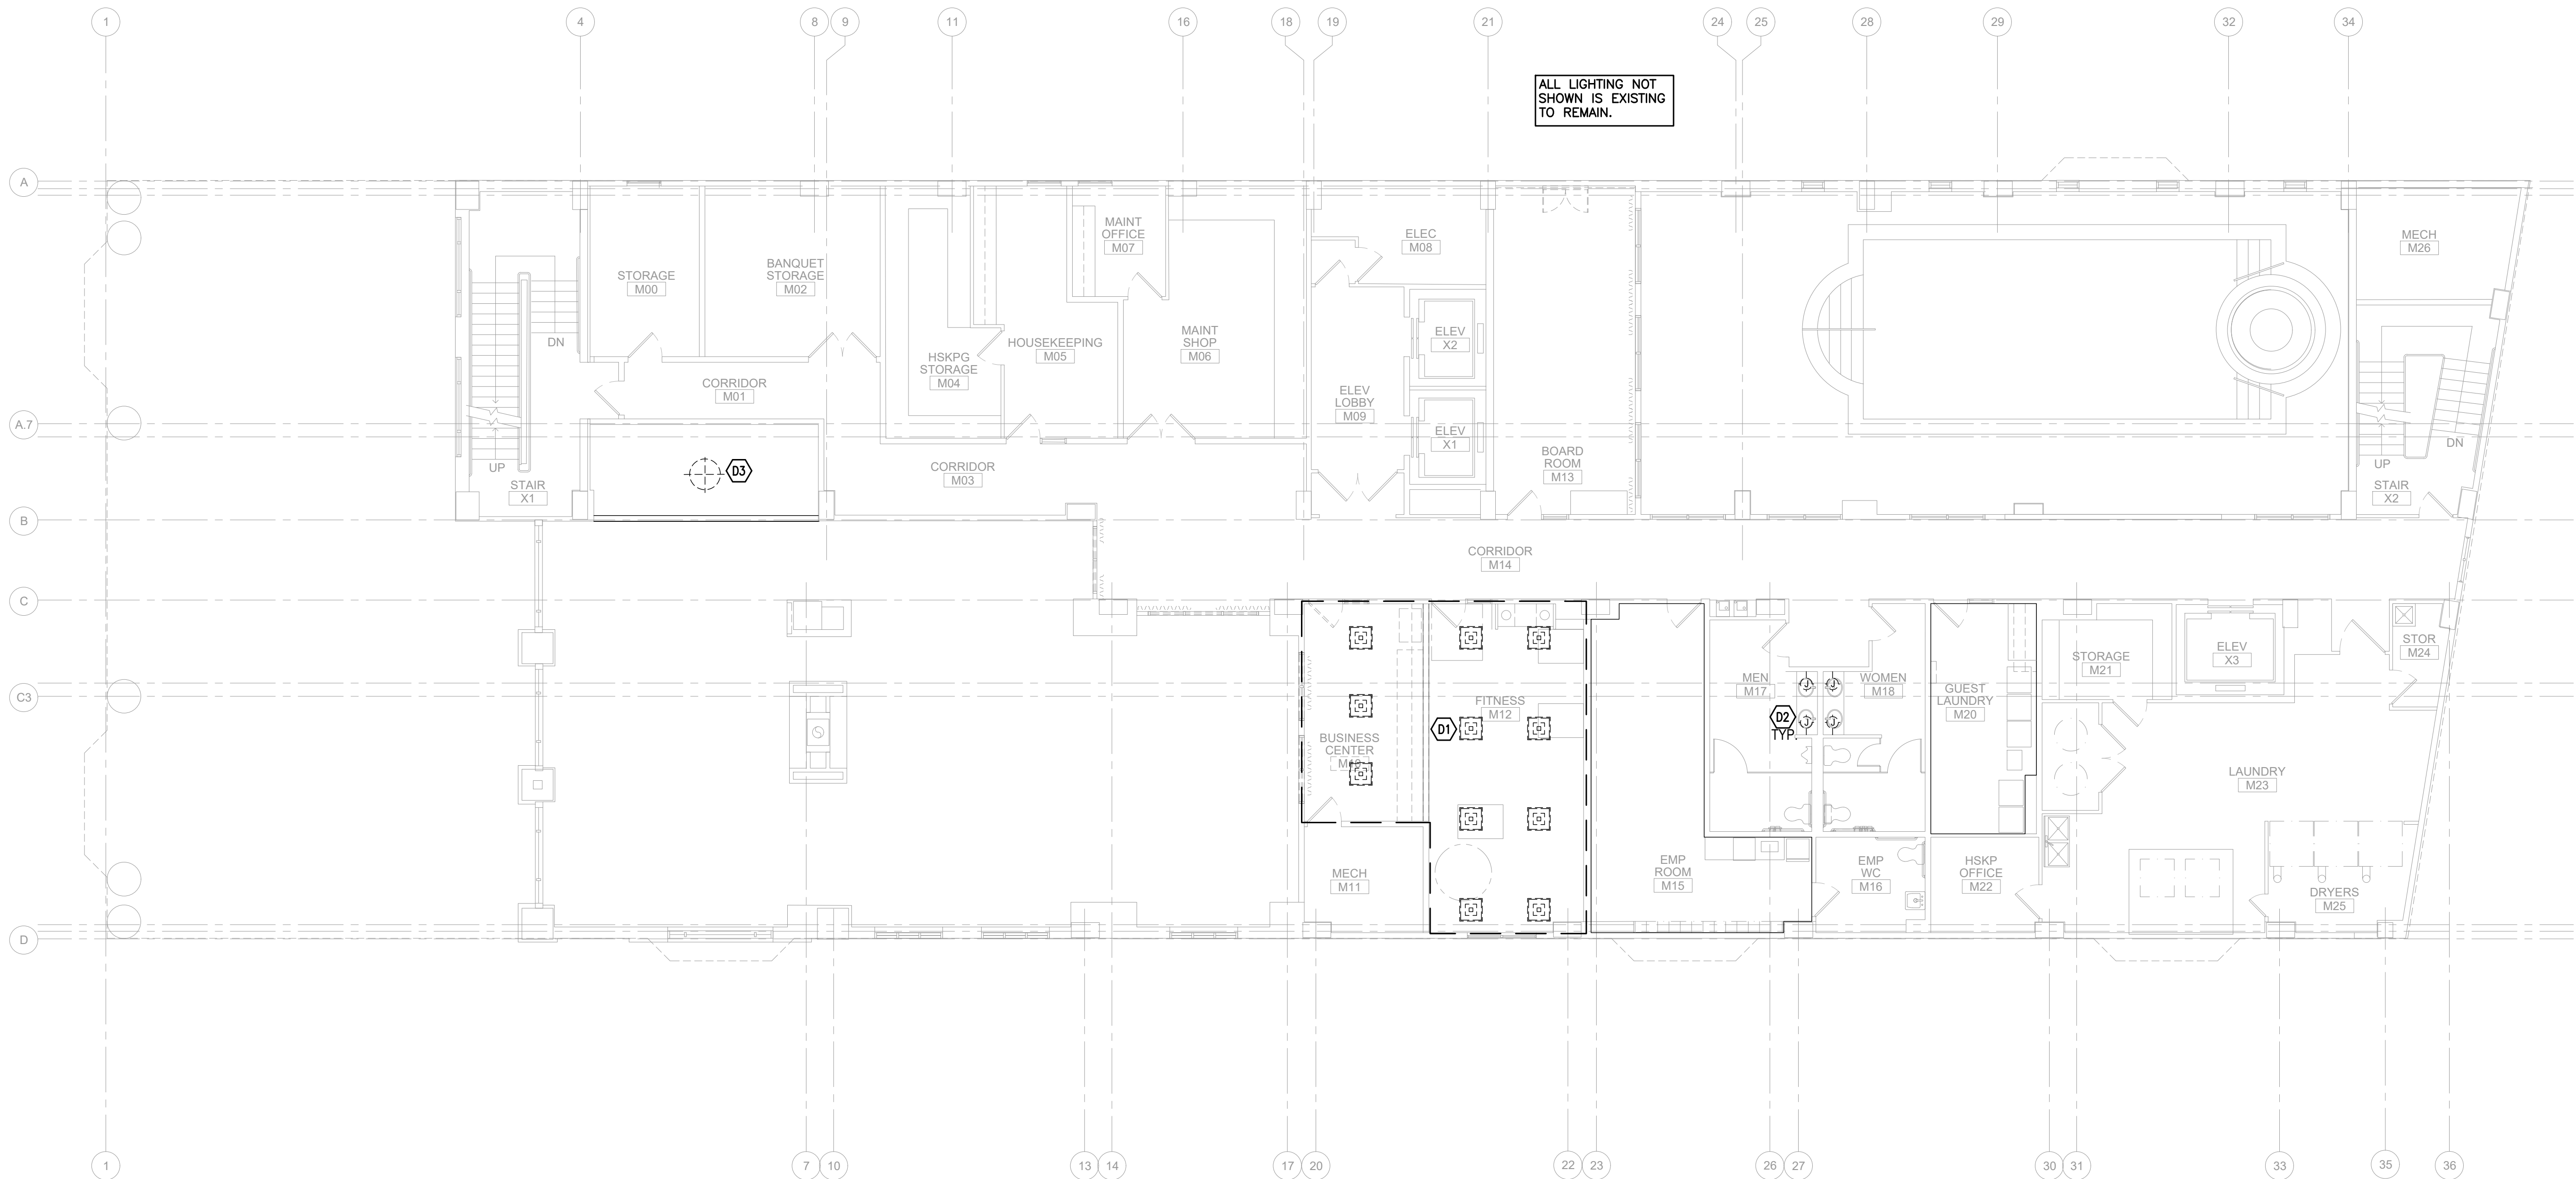 1
4
8
9
11
16
18
19
21
24
25
28
29
32
34
ALL LIGHTING NOT
SHOWN IS EXISTING
TO REMAIN.
A
A.7
B
C
C3
D
STORAGE
M00
BANQUET
STORAGE
M02
MAINT
OFFICE
M07
ELEC
M08
MECH
M26
DN
HSKPG
STORAGE
M04
HOUSEKEEPING
M05
MAINT
SHOP
M06
ELEV
X2
CORRIDOR
M01
ELEV
LOBBY
M09
ELEV
X1
UP
STAIR
X1
D3
CORRIDOR
M03
BOARD
ROOM
M13
DN
UP
STAIR
X2
CORRIDOR
M14
BUSINESS
CENTER
D1
FITNESS
M12
MEN
M17
WOMEN
M18
J
J
J
J
D2
TYP.
GUEST
LAUNDRY
M20
STORAGE
M21
ELEV
X3
STOR
M24
LAUNDRY
M23
MECH
M11
EMP
ROOM
M15
EMP
WC
M16
HSKP
OFFICE
M22
DRYERS
M25
1
7
10
13
14
17
20
22
23
26
27
30
31
33
35
36